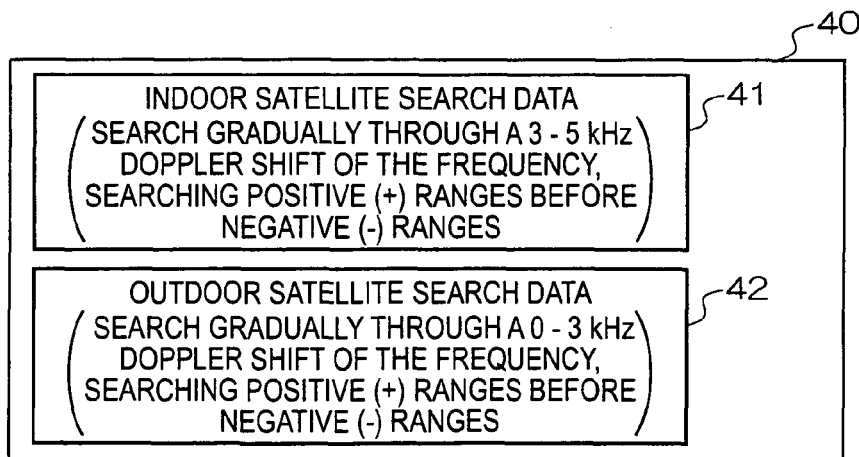 40
INDOOR SATELLITE SEARCH DATA
41
SEARCH GRADUALLY THROUGH A 3 - 5 kHz
DOPPLER SHIFT OF THE FREQUENCY,
SEARCHING POSITIVE (+) RANGES BEFORE
NEGATIVE (-) RANGES
OUTDOOR SATELLITE SEARCH DATA
42
SEARCH GRADUALLY THROUGH A 0 - 3 kHz
DOPPLER SHIFT OF THE FREQUENCY,
SEARCHING POSITIVE (+) RANGES BEFORE
NEGATIVE (-) RANGES